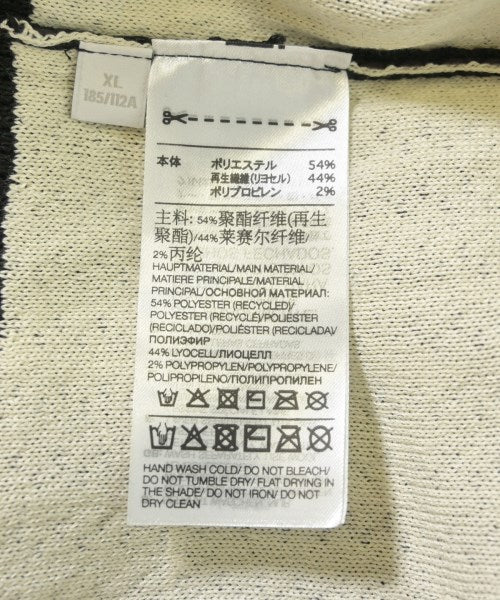 XL
185/112A
本体 ポリエステル 54%
再生繊維(リヨセル) 44%
ポリプロピレン 2%
主料: 54%聚酯纤维(再生
聚酯)/44%莱赛尔纤维/
2%丙纶
HAUPTMATERIAL/MAIN MATERIAL/
MATIERE PRINCIPALE/MATERIAL
PRINCIPAL/ОСНОВНОЙ МАТЕРИАЛ:
54% POLYESTER (RECYCLED)/
POLYESTER (RECYCLÉ)/POLIESTER
(RECICLADO)/POLIÉSTER (RECICLADA)/
ПОЛИЭФИР
44% LYOCELL/ЛИОЦЕЛЛ
2% POLYPROPYLEN/POLYPROPYLENE/
POLIPROPILENO/ПОЛИПРОПИЛЕН
HAND WASH COLD/ DO NOT BLEACH/
DO NOT TUMBLE DRY/ FLAT DRYING IN
THE SHADE/ DO NOT IRON/ DO NOT
DRY CLEAN